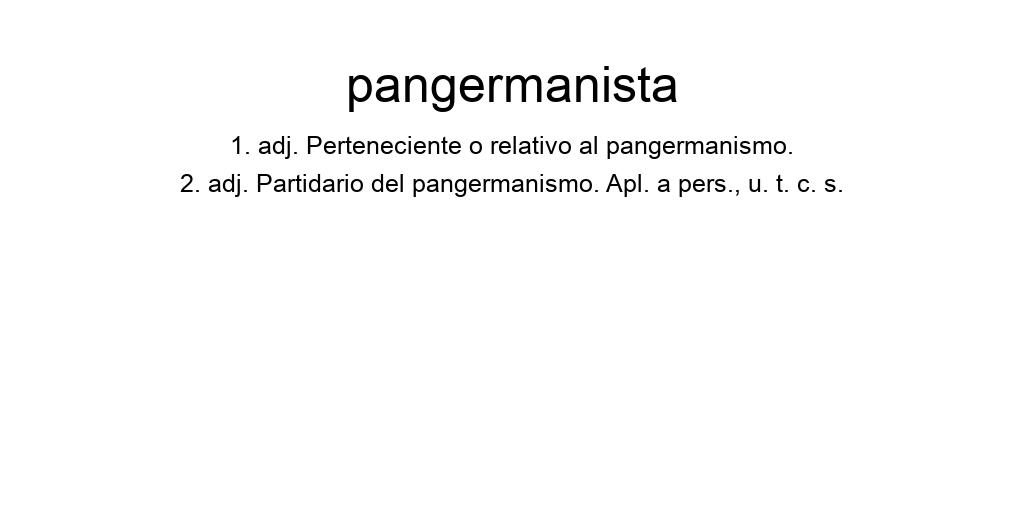 pangermanista
1. adj. Perteneciente o relativo al pangermanismo.
2. adj. Partidario del pangermanismo. Apl. a pers., u. t. c. s.